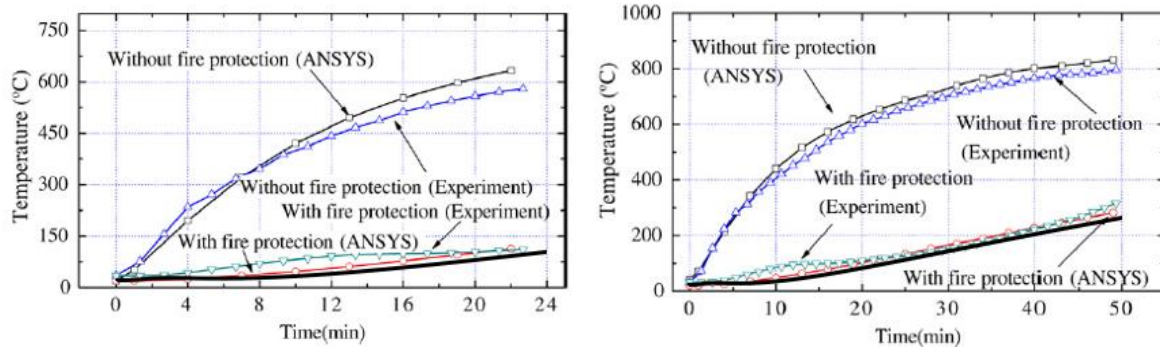 750
600
450
300
150
0
Temperature (°C)
Without fire protection (ANSYS)
Without fire protection (Experiment)
With fire protection (Experiment)
With fire protection (ANSYS)
0 4 8 12 16 20 24
Time(min)
1000
800
600
400
200
0
Temperature (°C)
Without fire protection
(ANSYS)
Without fire protection
(Experiment)
With fire protection
(Experiment)
With fire protection (ANSYS)
0 10 20 30 40 50
Time(min)